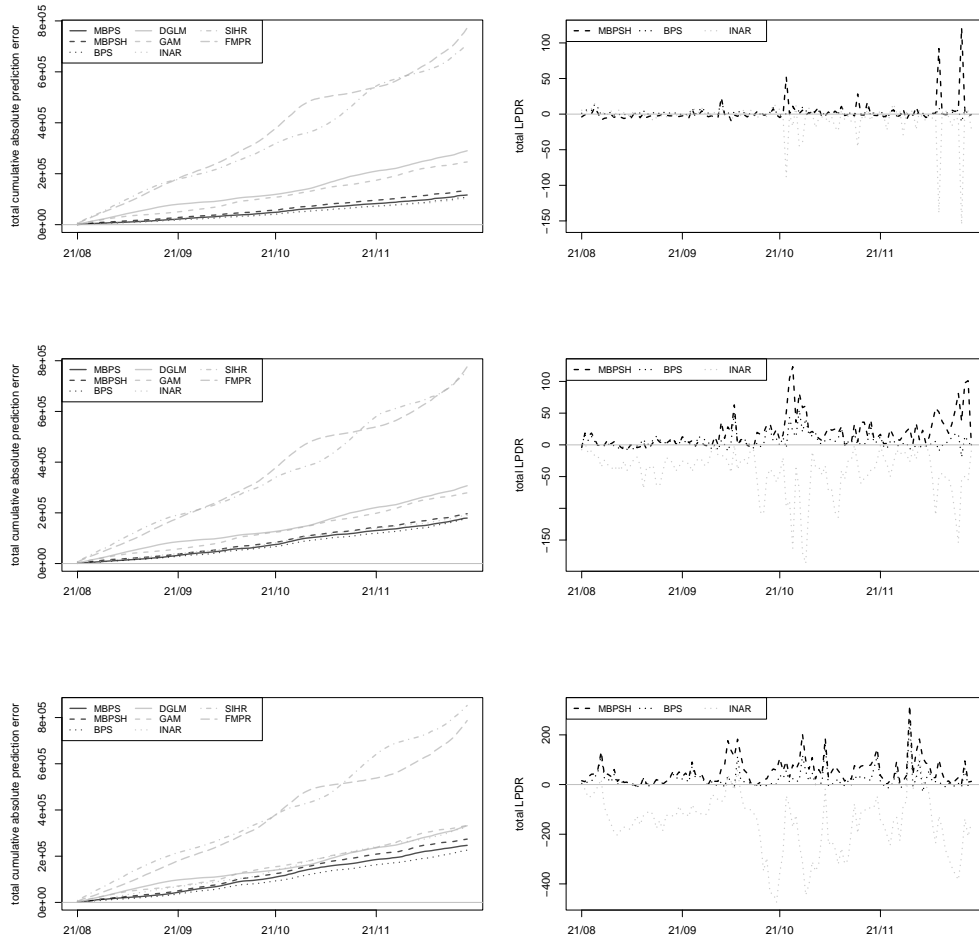 total cumulative absolute prediction error
0e+00 2e+05 4e+05 6e+05 8e+05
MBPS DGLM SIHR
MBPSH GAM FMPR
BPS INAR
21/08 21/09 21/10 21/11
total LPDR
−150 −100 −50 0 50 100
MBPSH BPS INAR
21/08 21/09 21/10 21/11
total cumulative absolute prediction error
0e+00 2e+05 4e+05 6e+05 8e+05
MBPS DGLM SIHR
MBPSH GAM FMPR
BPS INAR
21/08 21/09 21/10 21/11
total LPDR
−150 −50 0 50 100
MBPSH BPS INAR
21/08 21/09 21/10 21/11
total cumulative absolute prediction error
0e+00 2e+05 4e+05 6e+05 8e+05
MBPS DGLM SIHR
MBPSH GAM FMPR
BPS INAR
21/08 21/09 21/10 21/11
total LPDR
−400 −200 0 200
MBPSH BPS INAR
21/08 21/09 21/10 21/11